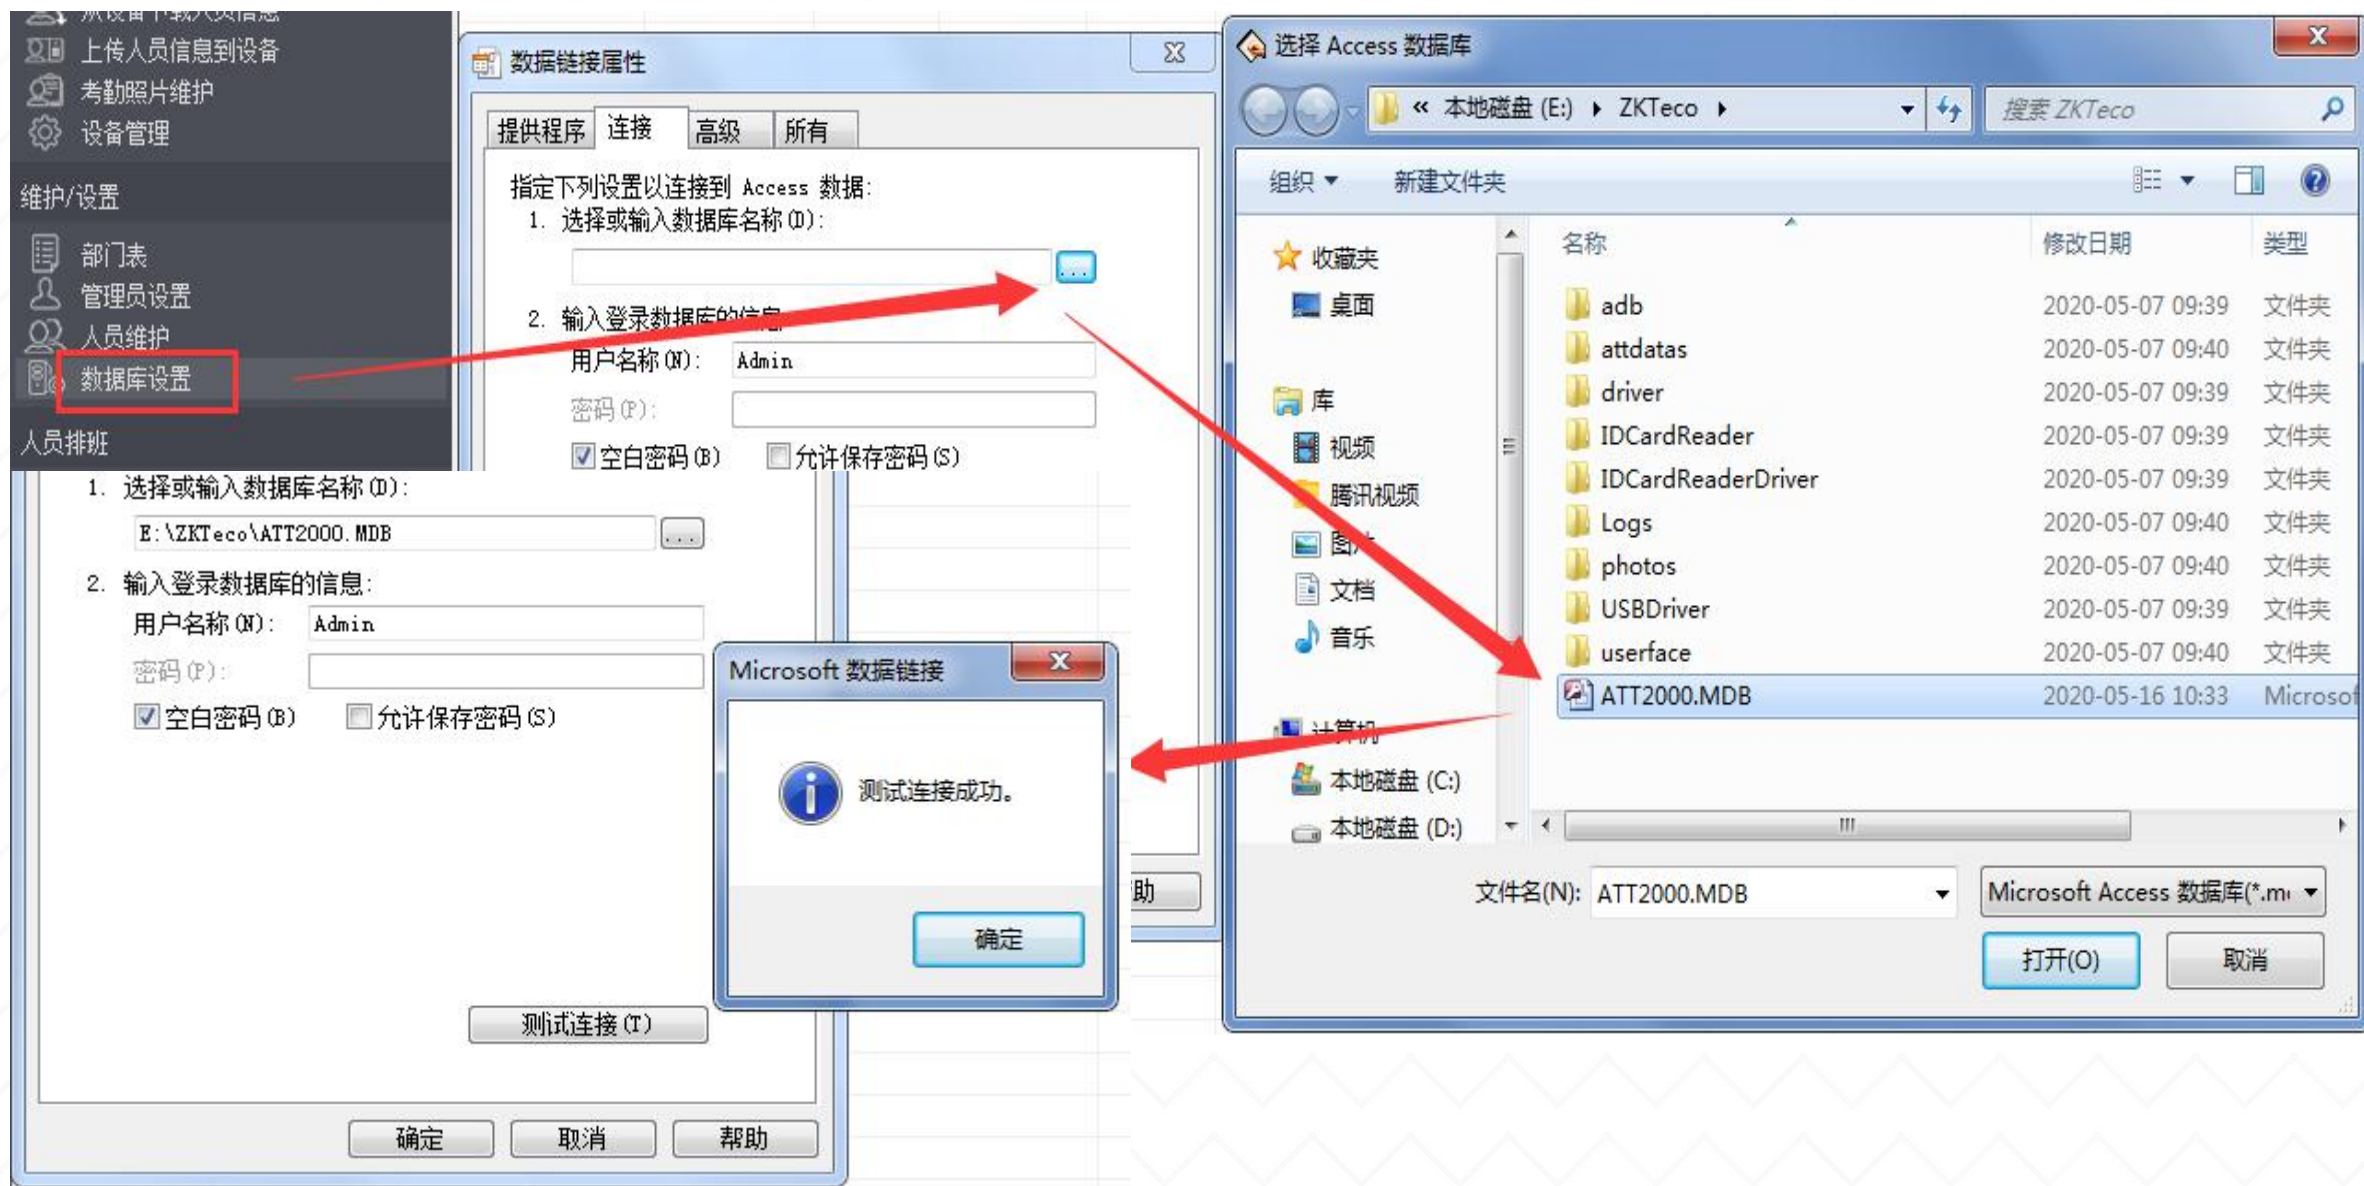 从设备下载人员信息
上传人员信息到设备
考勤照片维护
设备管理
维护/设置
部门表
管理员设置
人员维护
数据库设置
人员排班
数据链接属性
提供程序 连接 高级 所有
指定下列设置以连接到 Access 数据:
1. 选择或输入数据库名称(D):
...
2. 输入登录数据库的信息
用户名称(N): Admin
密码(P):
空白密码(B) 允许保存密码(S)
助
1. 选择或输入数据库名称(D):
E:\ZKTeco\ATT2000.MDB ...
2. 输入登录数据库的信息:
用户名称(N): Admin
密码(P):
空白密码(B) 允许保存密码(S)
测试连接(T)
确定 取消 帮助
Microsoft 数据链接
测试连接成功。
确定
选择 Access 数据库
« 本地磁盘 (E:) ZKTeco
搜索 ZKTeco
组织 新建文件夹
收藏夹
桌面
库
视频
腾讯视频
图片
文档
音乐
计算机
本地磁盘 (C:)
本地磁盘 (D:)
名称 修改日期 类型
adb 2020-05-07 09:39 文件夹
attdatas 2020-05-07 09:40 文件夹
driver 2020-05-07 09:39 文件夹
IDCardReader 2020-05-07 09:39 文件夹
IDCardReaderDriver 2020-05-07 09:39 文件夹
Logs 2020-05-07 09:40 文件夹
photos 2020-05-07 09:40 文件夹
USBDriver 2020-05-07 09:39 文件夹
userface 2020-05-07 09:40 文件夹
ATT2000.MDB 2020-05-16 10:33 Microsof
文件名(N): ATT2000.MDB Microsoft Access 数据库(*.m
打开(O) 取消